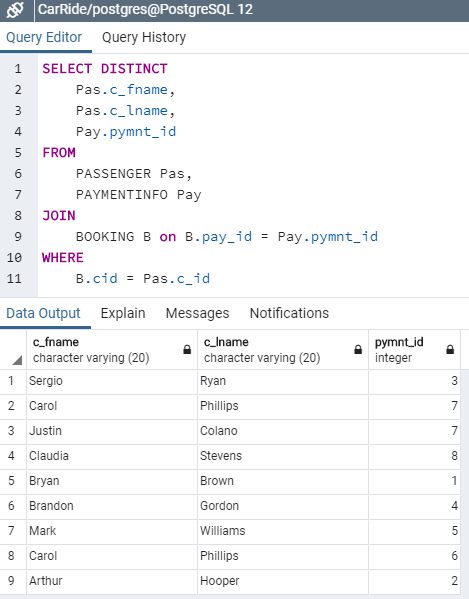 CarRide/postgres@PostgreSQL 12
Query Editor Query History
1 SELECT DISTINCT
2 Pas.c_fname,
3 Pas.c_lname,
4 Pay.pymnt_id
5 FROM
6 PASSENGER Pas,
7 PAYMENTINFO Pay
8 JOIN
9 BOOKING B on B.pay_id = Pay.pymnt_id
10 WHERE
11 B.cid = Pas.c_id
Data Output Explain Messages Notifications
c_fname c_lname pymnt_id
character varying (20) character varying (20) integer
1 Sergio Ryan 3
2 Carol Phillips 7
3 Justin Colano 7
4 Claudia Stevens 8
5 Bryan Brown 1
6 Brandon Gordon 4
7 Mark Williams 5
8 Carol Phillips 6
9 Arthur Hooper 2